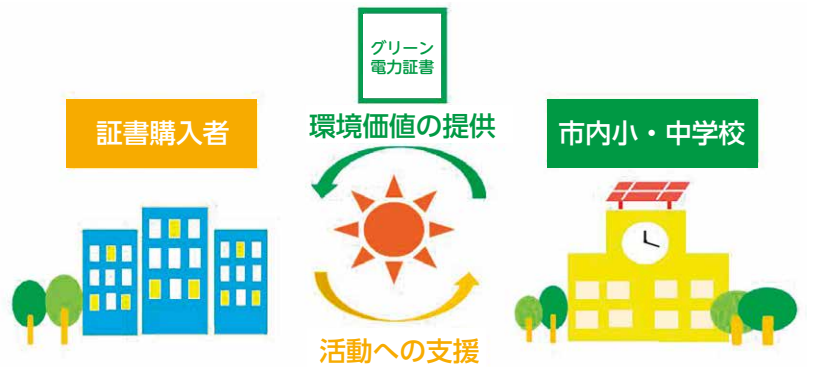 グリーン
電力証書
証書購入者
環境価値の提供
市内小・中学校
活動への支援